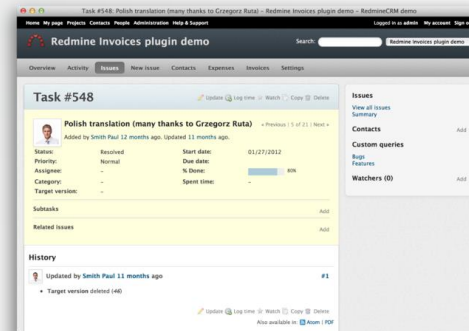 Task #548: Polish translation (many thanks to Grzegorz Ruta) – Redmine Invoices plugin demo – RedmineCRM demo
Home My page Projects Contacts People Administration Help & Support
Logged in as admin My account Sign o
Redmine Invoices plugin demo
Search:
Redmine Invoices plugin demo
Overview Activity Issues New issue Contacts Expenses Invoices Settings
Task #548
Update Log time Watch Copy Delete
Polish translation (many thanks to Grzegorz Ruta)
« Previous | 5 of 21 | Next »
Added by Smith Paul 12 months ago. Updated 11 months ago.
Status: Resolved Start date: 01/27/2012
Priority: Normal Due date:
Assignee: - % Done: 80%
Category: - Spent time: -
Target version: -
Subtasks Add
Related issues Add
History
Updated by Smith Paul 11 months ago #1
Target version deleted
Update Log time Watch Copy Delete
Also available in: Atom | PDF
Issues
View all issues
Summary
Contacts Add
Custom queries
Bugs
Features
Watchers (0) Add